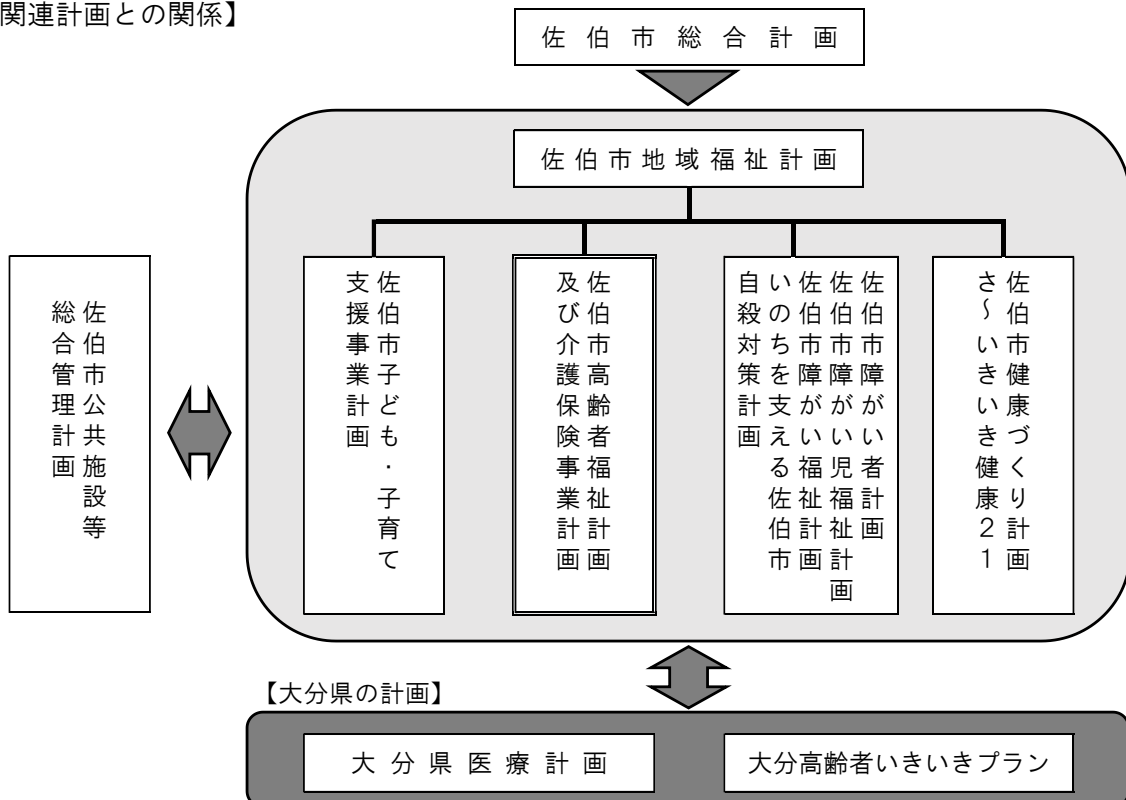 関連計画との関係】
佐伯市総合計画
佐伯市地域福祉計画
佐伯市公共施設等
総合管理計画
佐伯市子ども・子育て
支援事業計画
佐伯市高齢者福祉計画
及び介護保険事業計画
佐伯市障がい者計画
佐伯市障がい児福祉計画
佐伯市障がい福祉計画
いのちを支える佐伯市
自殺対策計画
佐伯市健康づくり計画
さ～いきいき健康21
【大分県の計画】
大分県医療計画
大分高齢者いきいきプラン